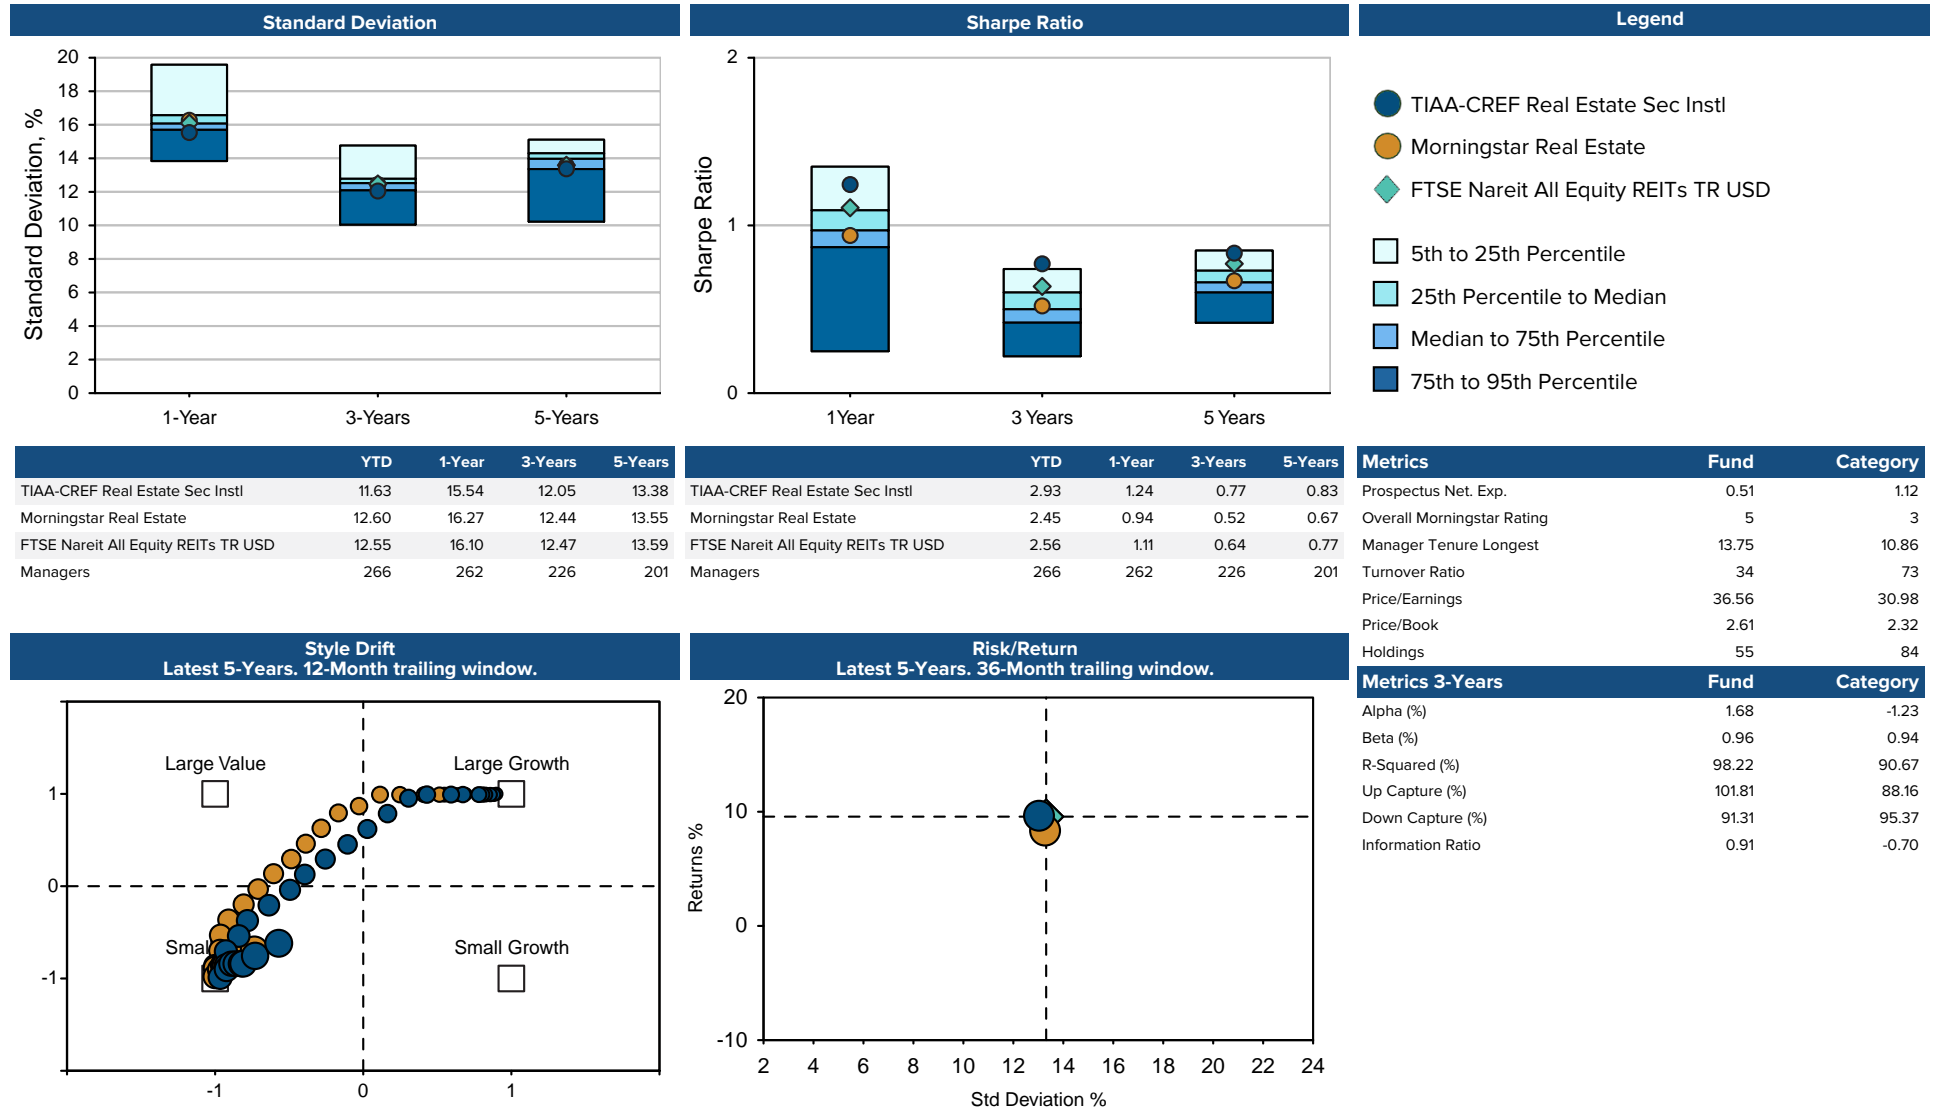 Standard Deviation
20
18
16
14
12
10
8
6
4
2
0
Standard Deviation, %
1-Year 3-Years 5-Years
Sharpe Ratio
2
1
0
Sharpe Ratio
1Year 3 Years 5 Years
Legend
TIAA-CREF Real Estate Sec Instl
Morningstar Real Estate
FTSE Nareit All Equity REITs TR USD
5th to 25th Percentile
25th Percentile to Median
Median to 75th Percentile
75th to 95th Percentile
YTD 1-Year 3-Years 5-Years
TIAA-CREF Real Estate Sec Instl 11.63 15.54 12.05 13.38
Morningstar Real Estate 12.60 16.27 12.44 13.55
FTSE Nareit All Equity REITs TR USD 12.55 16.10 12.47 13.59
Managers 266 262 226 201
YTD 1-Year 3-Years 5-Years
TIAA-CREF Real Estate Sec Instl 2.93 1.24 0.77 0.83
Morningstar Real Estate 2.45 0.94 0.52 0.67
FTSE Nareit All Equity REITs TR USD 2.56 1.11 0.64 0.77
Managers 266 262 226 201
Metrics Fund Category
Prospectus Net. Exp. 0.51 1.12
Overall Morningstar Rating 5 3
Manager Tenure Longest 13.75 10.86
Turnover Ratio 34 73
Price/Earnings 36.56 30.98
Price/Book 2.61 2.32
Holdings 55 84
Metrics 3-Years Fund Category
Alpha (%) 1.68 -1.23
Beta (%) 0.96 0.94
R-Squared (%) 98.22 90.67
Up Capture (%) 101.81 88.16
Down Capture (%) 91.31 95.37
Information Ratio 0.91 -0.70
Style Drift
Latest 5-Years. 12-Month trailing window.
Large Value Large Growth
1
0
Small Growth
Smal
-1
-1 0 1
Risk/Return
Latest 5-Years. 36-Month trailing window.
20
10
0
-10
Returns %
2 4 6 8 10 12 14 16 18 20 22 24
Std Deviation %